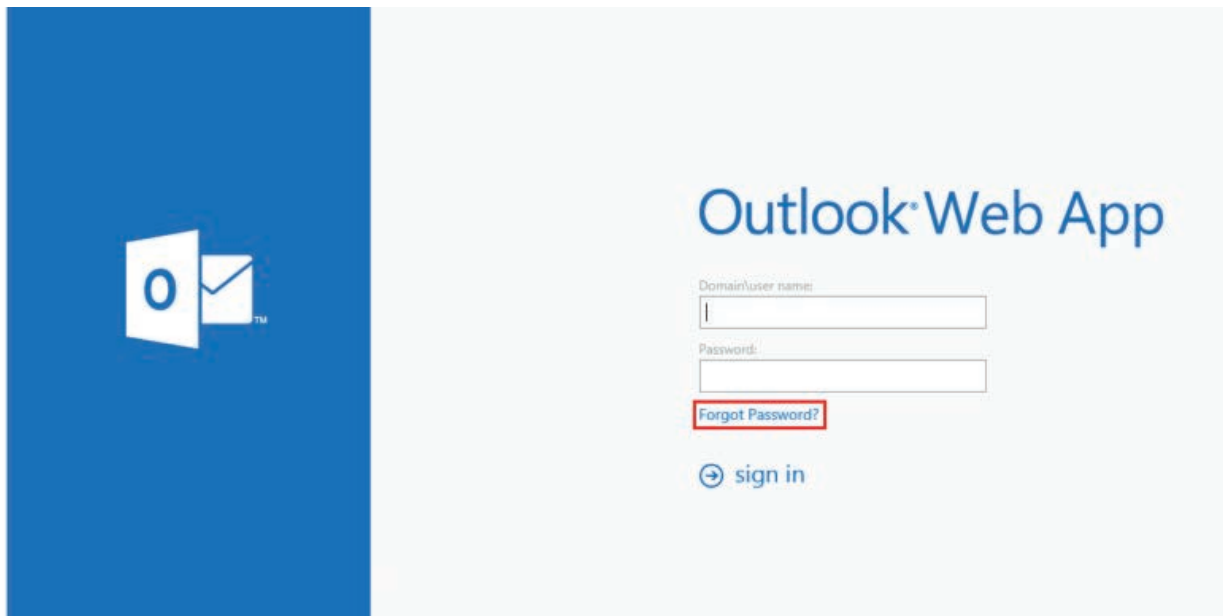 O
TM
Outlook® Web App
Domain\user name:
Password:
Forgot Password?
sign in